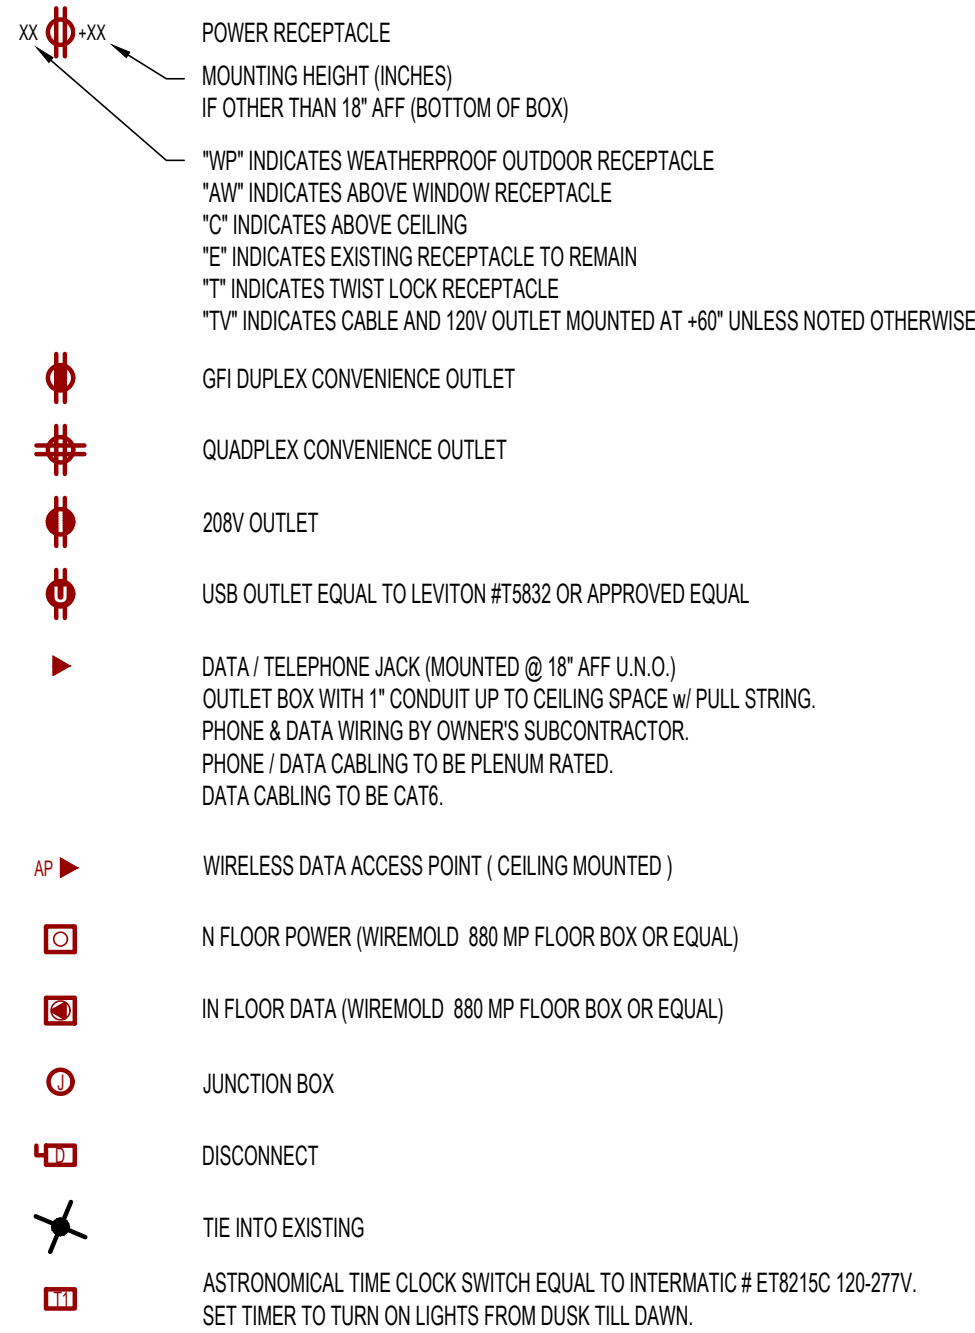 XX +XX POWER RECEPTACLE
MOUNTING HEIGHT (INCHES)
IF OTHER THAN 18" AFF (BOTTOM OF BOX)
"WP" INDICATES WEATHERPROOF OUTDOOR RECEPTACLE
"AW" INDICATES ABOVE WINDOW RECEPTACLE
"C" INDICATES ABOVE CEILING
"E" INDICATES EXISTING RECEPTACLE TO REMAIN
"T" INDICATES TWIST LOCK RECEPTACLE
"TV" INDICATES CABLE AND 120V OUTLET MOUNTED AT +60" UNLESS NOTED OTHERWISE
GFI DUPLEX CONVENIENCE OUTLET
QUADPLEX CONVENIENCE OUTLET
208V OUTLET
U USB OUTLET EQUAL TO LEVITON #T5832 OR APPROVED EQUAL
DATA / TELEPHONE JACK (MOUNTED @ 18" AFF U.N.O.)
OUTLET BOX WITH 1" CONDUIT UP TO CEILING SPACE w/ PULL STRING.
PHONE & DATA WIRING BY OWNER'S SUBCONTRACTOR.
PHONE / DATA CABLING TO BE PLENUM RATED.
DATA CABLING TO BE CAT6.
AP WIRELESS DATA ACCESS POINT ( CEILING MOUNTED )
N FLOOR POWER (WIREMOLD 880 MP FLOOR BOX OR EQUAL)
IN FLOOR DATA (WIREMOLD 880 MP FLOOR BOX OR EQUAL)
J JUNCTION BOX
D DISCONNECT
TIE INTO EXISTING
T1 ASTRONOMICAL TIME CLOCK SWITCH EQUAL TO INTERMATIC # ET8215C 120-277V.
SET TIMER TO TURN ON LIGHTS FROM DUSK TILL DAWN.